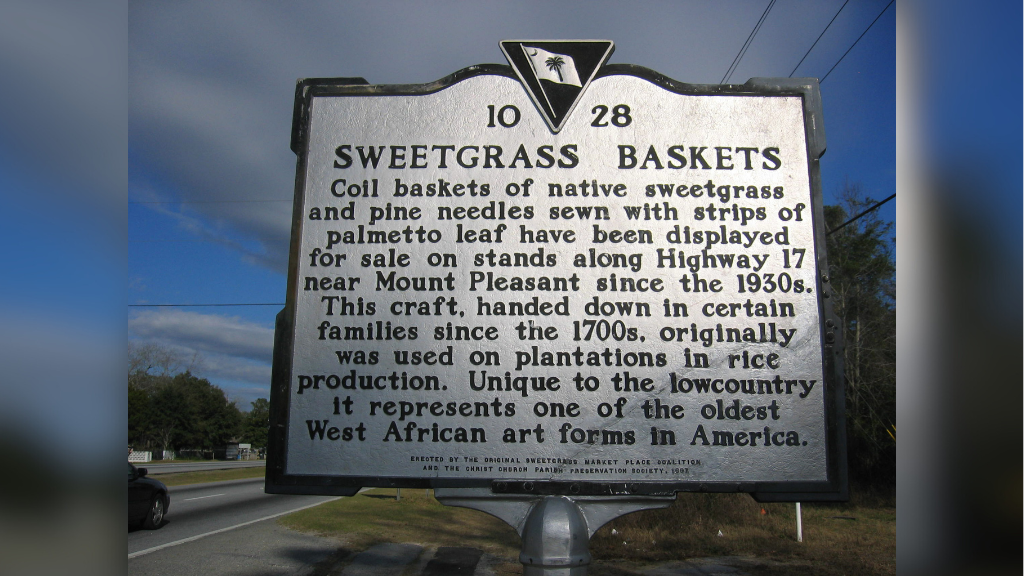 10 28
SWEETGRASS BASKETS
Coil baskets of native sweetgrass
and pine needles sewn with strips of
palmetto leaf have been displayed
for sale on stands along Highway 17
near Mount Pleasant since the 1930s.
This craft, handed down in certain
families since the 1700s, originally
was used on plantations in rice
production. Unique to the lowcountry
it represents one of the oldest
West African art forms in America.
ERECTED BY THE ORIGINAL SWEETGRASS MARKET PLACE COALITION
AND THE CHRIST CHURCH PARISH PRESERVATION SOCIETY, 1997